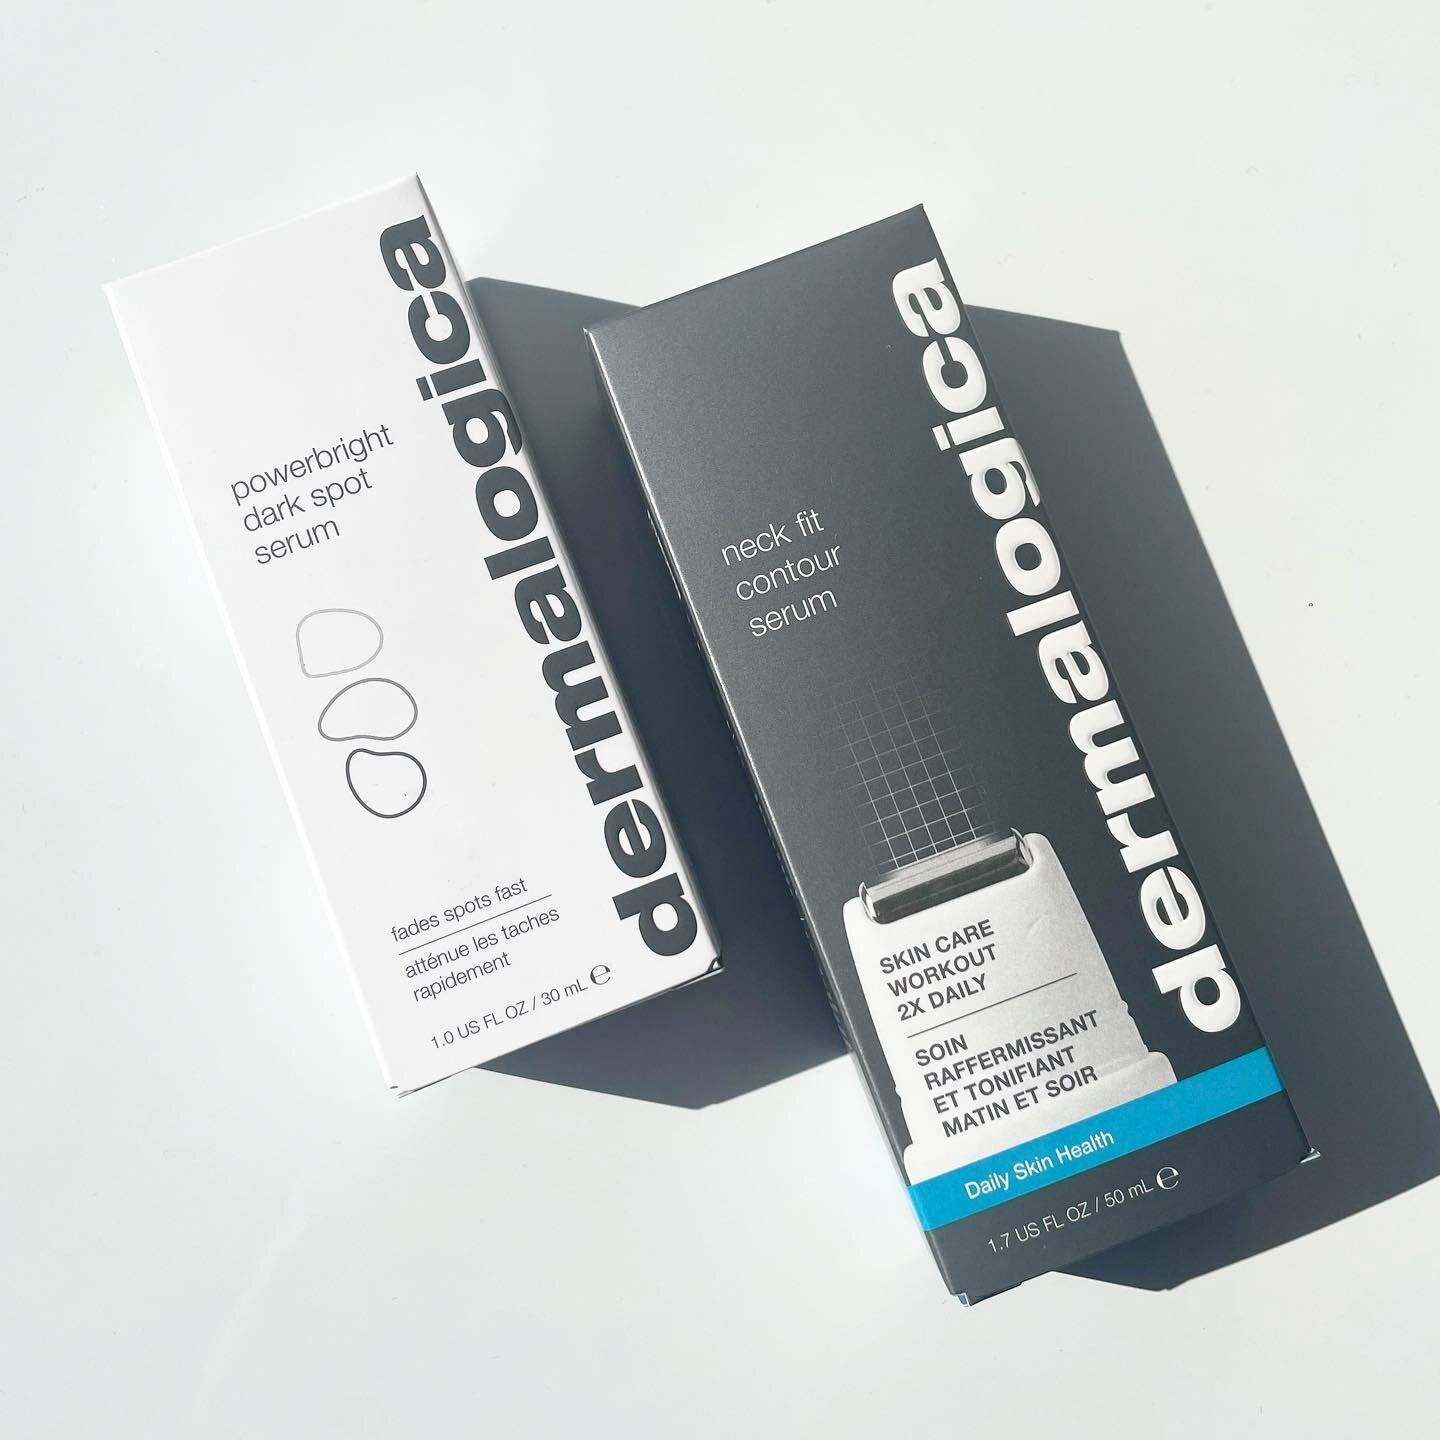 dermalogica
powerbright
dark spot
serum
fades spots fast
atténue les taches
rapidement
1.0 US FL OZ / 30 mL ℮
dermalogica
neck fit
contour
serum
SKIN CARE
WORKOUT
2X DAILY
SOIN
RAFFERMISSANT
ET TONIFIANT
MATIN ET SOIR
Daily Skin Health
1.7 US FL OZ / 50 mL ℮